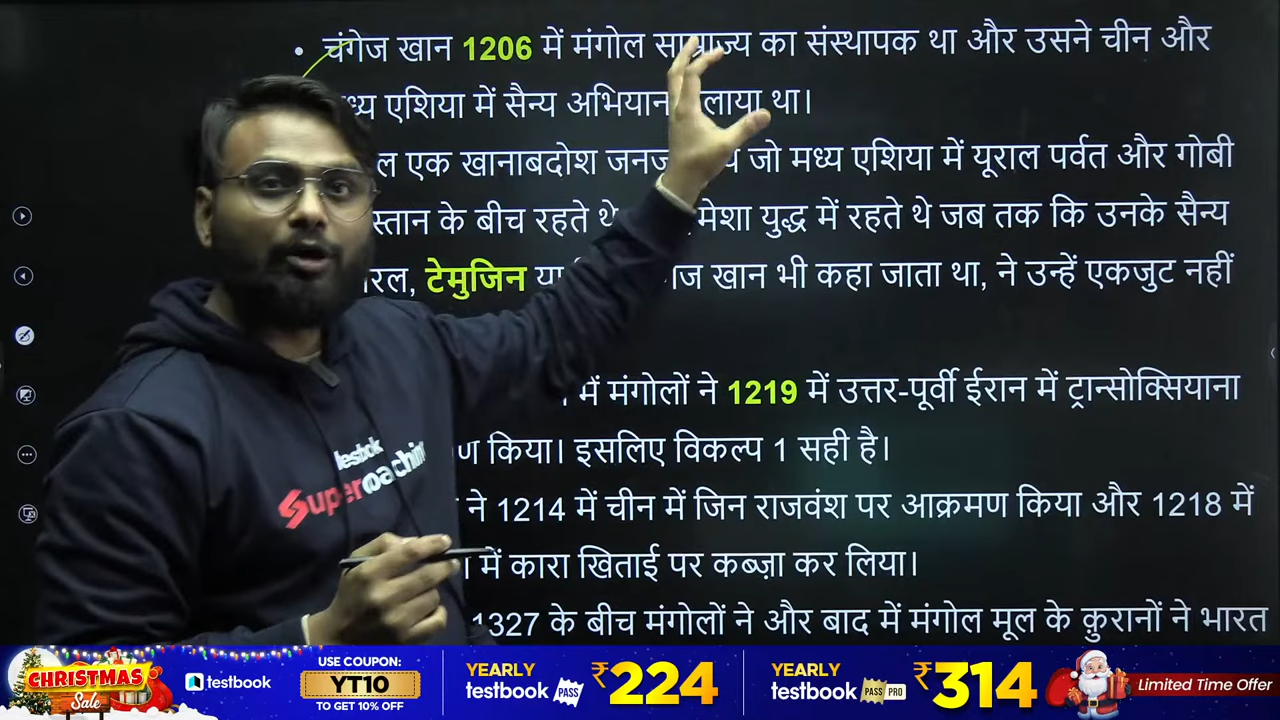 • चंगेज खान 1206 में मंगोल साम्राज्य का संस्थापक था और उसने चीन और
एशिया में सैन्य अभियान था।
एक खानाबदोश जो मध्य एशिया में यूराल पर्वत और गोबी
के बीच रहते युद्ध में रहते थे जब तक कि उनके सैन्य
टेमुजिन खान भी कहा जाता था, ने उन्हें एकजुट नहीं
में मंगोलों ने 1219 में उत्तर-पूर्वी ईरान में ट्रान्सोक्सियाना
किया। इसलिए विकल्प 1 सही है।
ने 1214 में चीन में जिन राजवंश पर आक्रमण किया और 1218 में
में कारा खिताई पर कब्ज़ा कर लिया।
1327 के बीच मंगोलों ने और बाद में मंगोल मूल के क़ुरानों ने भारत
testbook
Supercoaching
CHRISTMAS
Sale
testbook
USE COUPON:
YT10
TO GET 10% OFF
YEARLY
testbook PASS
₹224
YEARLY
testbook PASS PRO
₹314
Limited Time Offer